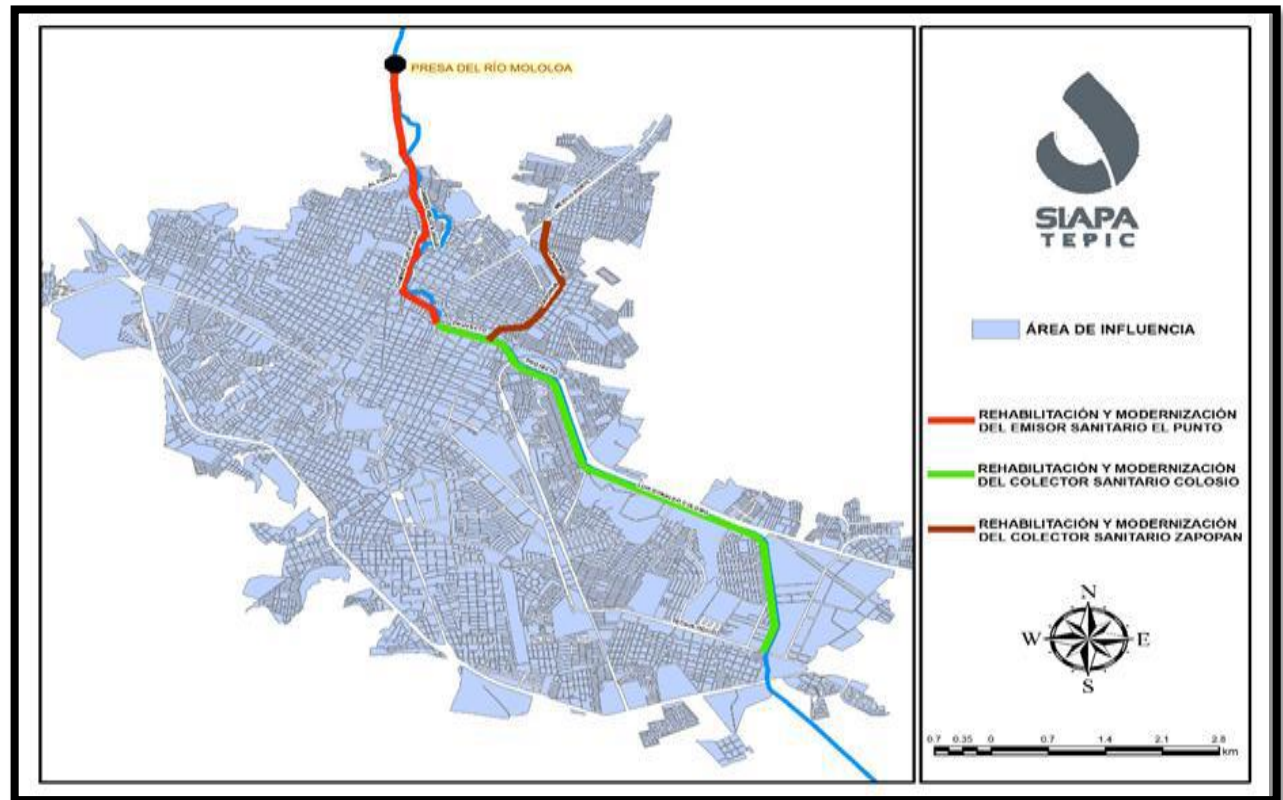 PRESA DEL RÍO MOLOLOA
SIAPA
TEPIC
ÁREA DE INFLUENCIA
REHABILITACIÓN Y MODERNIZACIÓN
DEL EMISOR SANITARIO EL PUNTO
REHABILITACIÓN Y MODERNIZACIÓN
DEL COLECTOR SANITARIO COLOSIO
REHABILITACIÓN Y MODERNIZACIÓN
DEL COLECTOR SANITARIO ZAPOPAN
N
W E
S
0.7 0.35 0 0.7 1.4 2.1 2.8
km